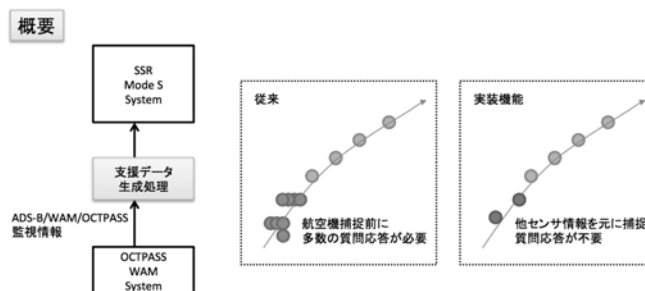 概要
SSR
Mode S
System
支援データ
生成処理
ADS-B/WAM/OCTPASS
監視情報
OCTPASS
WAM
System
従来
航空機捕捉前に
多数の質問応答が必要
実装機能
他センサ情報を元に捕捉
質問応答が不要